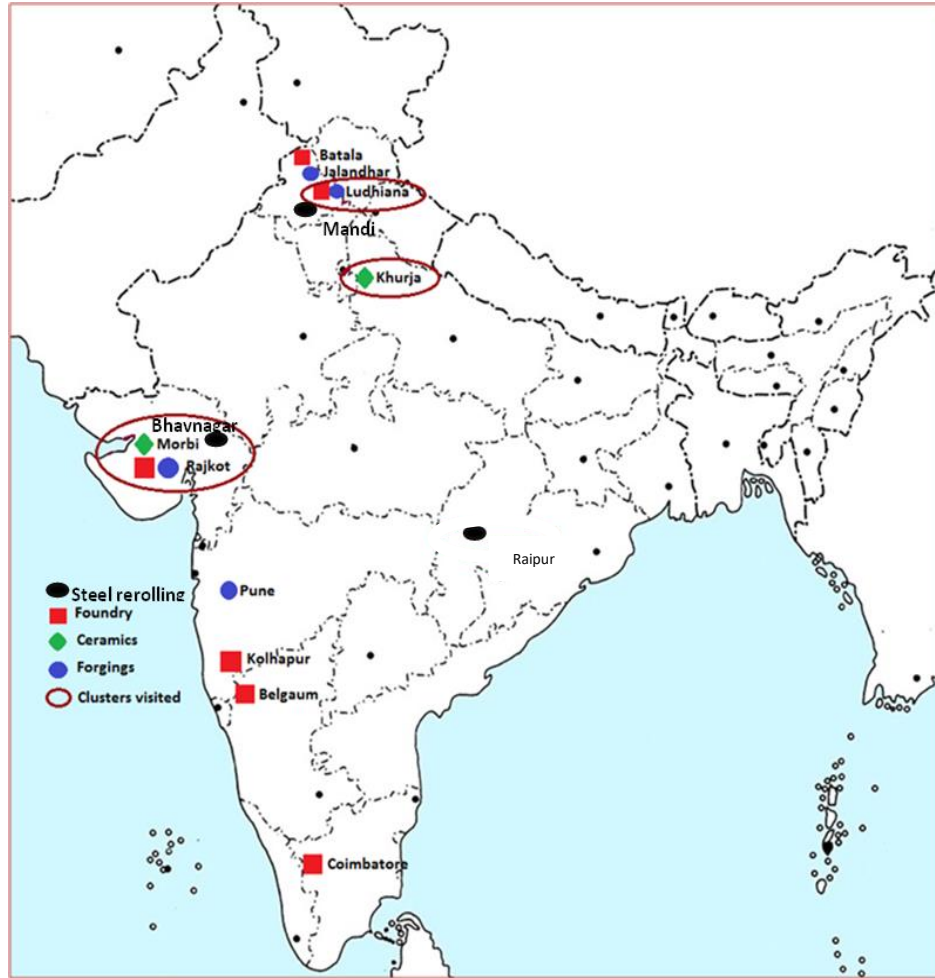 Batala
Jalandhar
Ludhiana
Mandi
Khurja
Bhavnagar
Morbi
Rajkot
Raipur
Pune
Steel rerolling
Foundry
Ceramics
Forgings
Clusters visited
Kolhapur
Belgaum
Coimbatore